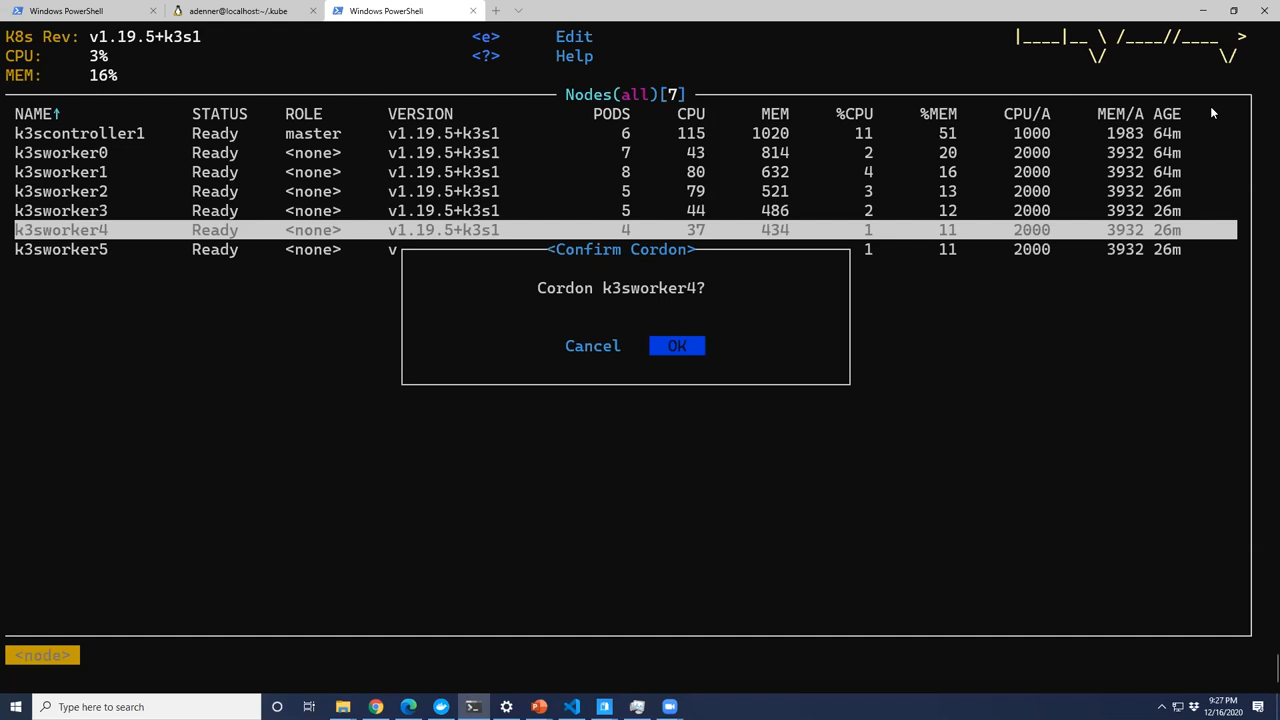 Windows PowerShell adenner@localhost:~/.kube Windows PowerShell
K8s Rev: v1.19.5+k3s1 <e> Edit |____|__ \ /____//____ >
CPU: 3% <?> Help \/ \/
MEM: 16%
Nodes(all)[7]
NAME↑ STATUS ROLE VERSION PODS CPU MEM %CPU %MEM CPU/A MEM/A AGE
k3scontroller1 Ready master v1.19.5+k3s1 6 115 1020 11 51 1000 1983 64m
k3sworker0 Ready <none> v1.19.5+k3s1 7 43 814 2 20 2000 3932 64m
k3sworker1 Ready <none> v1.19.5+k3s1 8 80 632 4 16 2000 3932 64m
k3sworker2 Ready <none> v1.19.5+k3s1 5 79 521 3 13 2000 3932 26m
k3sworker3 Ready <none> v1.19.5+k3s1 5 44 486 2 12 2000 3932 26m
k3sworker4 Ready <none> v1.19.5+k3s1 4 37 434 1 11 2000 3932 26m
k3sworker5 Ready <none> v 1 11 2000 3932 26m
<Confirm Cordon>
Cordon k3sworker4?
Cancel OK
<node>
Type here to search
9:27 PM
12/16/2020